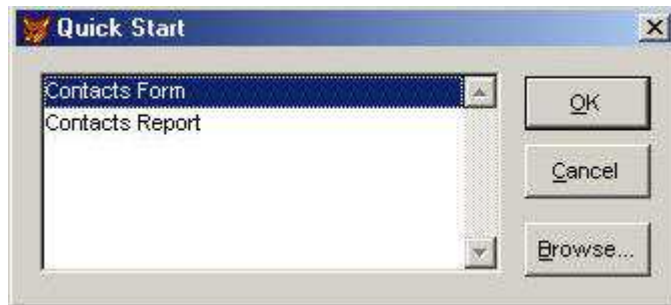 Quick Start
Contacts Form
Contacts Report
OK
Cancel
Browse...